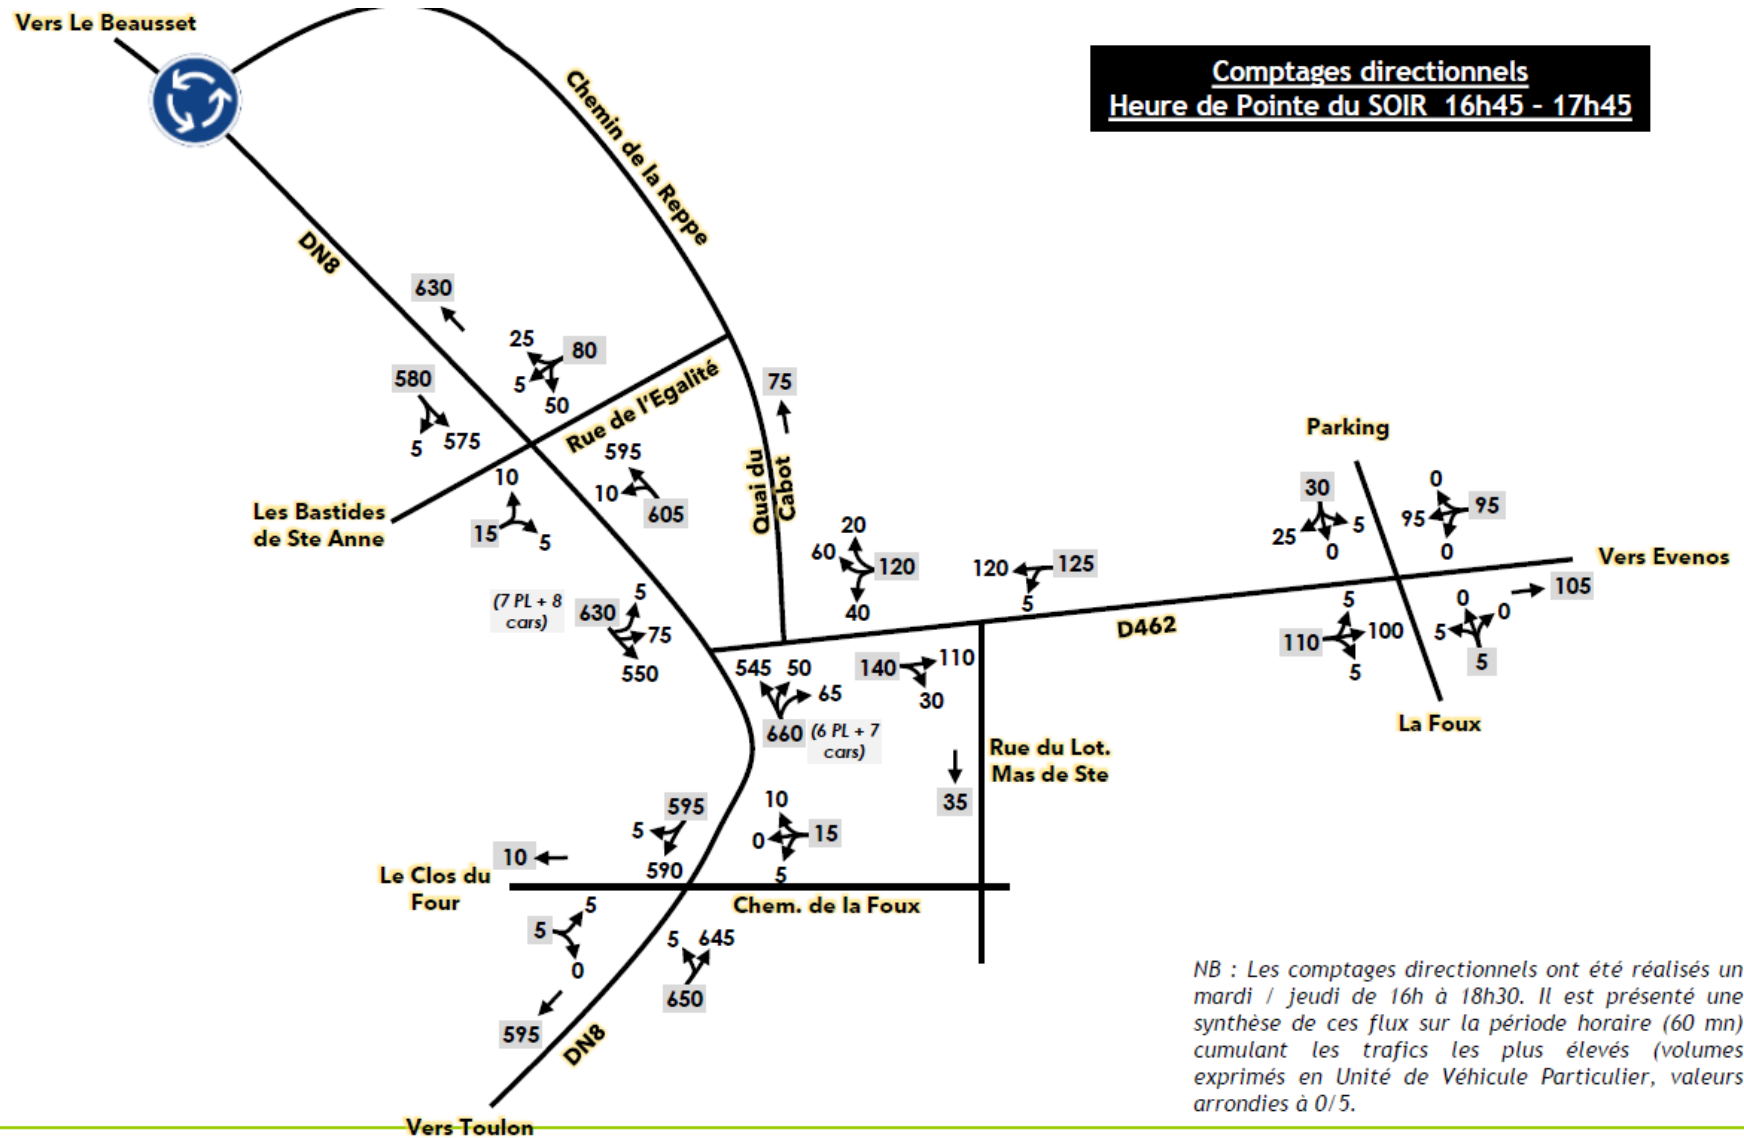 Vers Le Beausset
Comptages directionnels
Heure de Pointe du SOIR 16h45 - 17h45
Chemin de la Reppe
DN8
630
25
80
5
50
580
5
575
Rue de l'Egalité
75
595
10
605
Quai du
Cabot
10
15
5
Les Bastides
de Ste Anne
Parking
30
25
0
5
0
95
95
0
Vers Evenos
105
20
60
120
40
120
125
5
D462
5
110
100
5
0
0
5
5
La Foux
(7 PL + 8
cars)
630
5
75
550
545
50
65
660
(6 PL + 7
cars)
140
110
30
Rue du Lot.
Mas de Ste
35
595
5
590
10
0
15
5
10
Le Clos du
Four
Chem. de la Foux
5
5
0
5
645
650
595
DN8
Vers Toulon
NB : Les comptages directionnels ont été réalisés un
mardi / jeudi de 16h à 18h30. Il est présenté une
synthèse de ces flux sur la période horaire (60 mn)
cumulant les trafics les plus élevés (volumes
exprimés en Unité de Véhicule Particulier, valeurs
arrondies à 0/5.